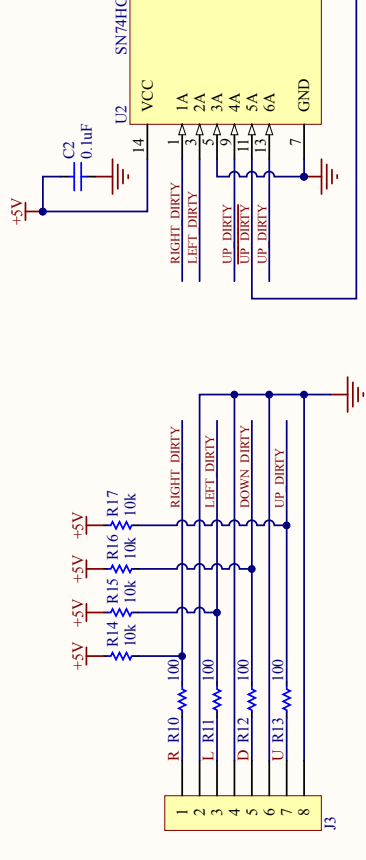 SN74HC
U2
VCC
1A
2A
3A
4A
5A
6A
GND
14
1
3
5
9
11
13
7
C2
0.1uF
+5V
RIGHT DIRTY
LEFT DIRTY
UP DIRTY
UP DIRTY
UP DIRTY
+5V
R17
10k
+5V
R16
10k
+5V
R15
10k
+5V
R14
10k
RIGHT DIRTY
LEFT DIRTY
DOWN DIRTY
UP DIRTY
R R10 100
L R11 100
D R12 100
U R13 100
1
2
3
4
5
6
7
8
J3